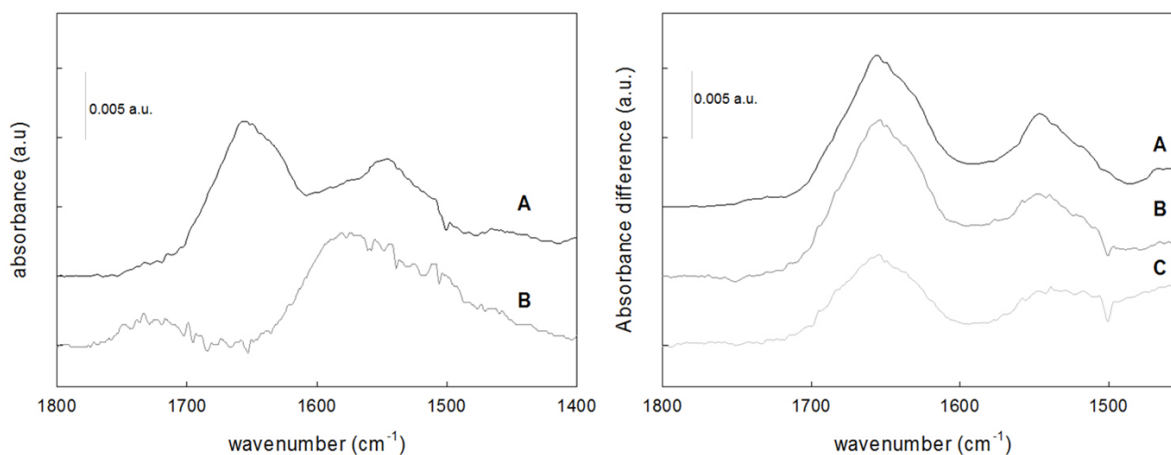 absorbance (a.u)
0.005 a.u.
A
B
1800
1700
1600
1500
1400
wavenumber (cm⁻¹)
Absorbance difference (a.u.)
0.005 a.u.
A
B
C
1800
1700
1600
1500
wavenumber (cm⁻¹)